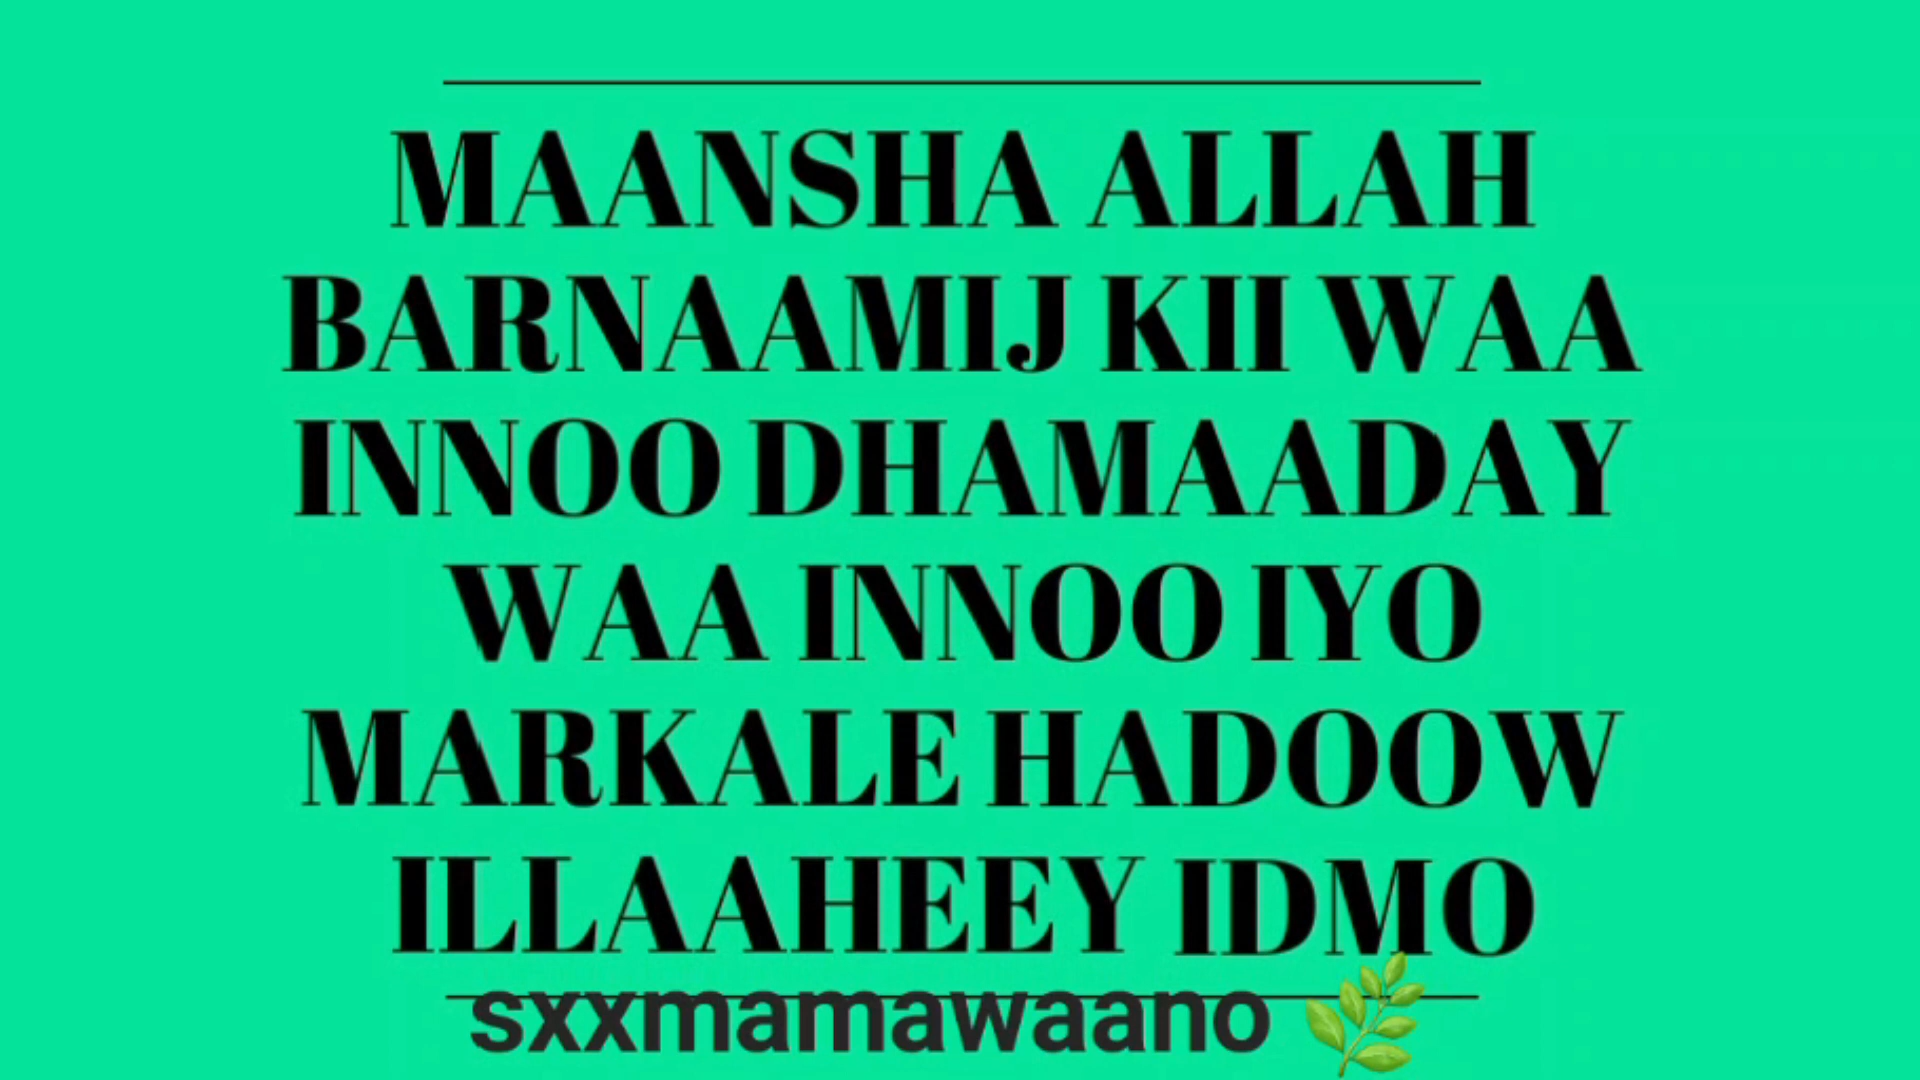 MAANSHA ALLAH
BARNAAMIJ KII WAA
INNOO DHAMAADAY
WAA INNOO IYO
MARKALE HADOOW
ILLAAHEEY IDMO
sxxmamawaano 🌿